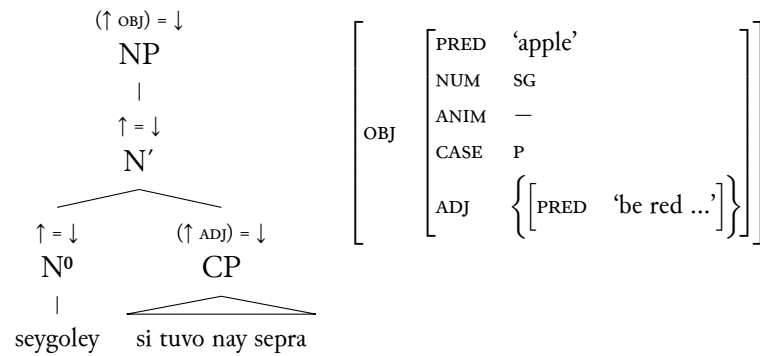 (↑ OBJ) = ↓
NP
↑ = ↓
N′
↑ = ↓ (↑ ADJ) = ↓
N⁰ CP
seygoley si tuvo nay sepra
PRED ‘apple’
NUM SG
ANIM —
OBJ CASE P
ADJ {[PRED ‘be red ...’]}